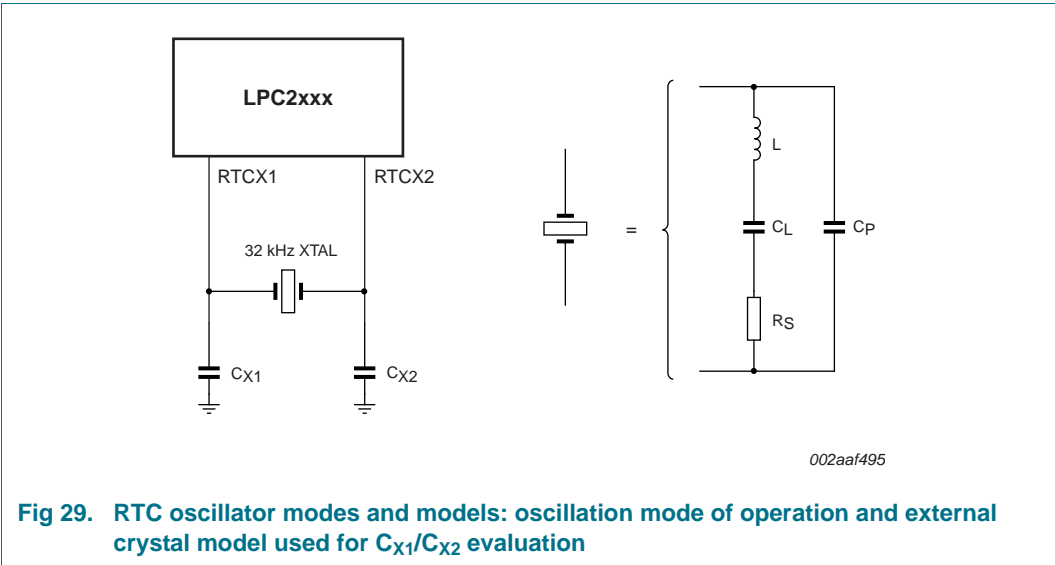 LPC2xxx
RTCX1
RTCX2
32 kHz XTAL
CX1
CX2
=
L
CL
CP
RS
002aaf495
Fig 29. RTC oscillator modes and models: oscillation mode of operation and external
crystal model used for CX1/CX2 evaluation